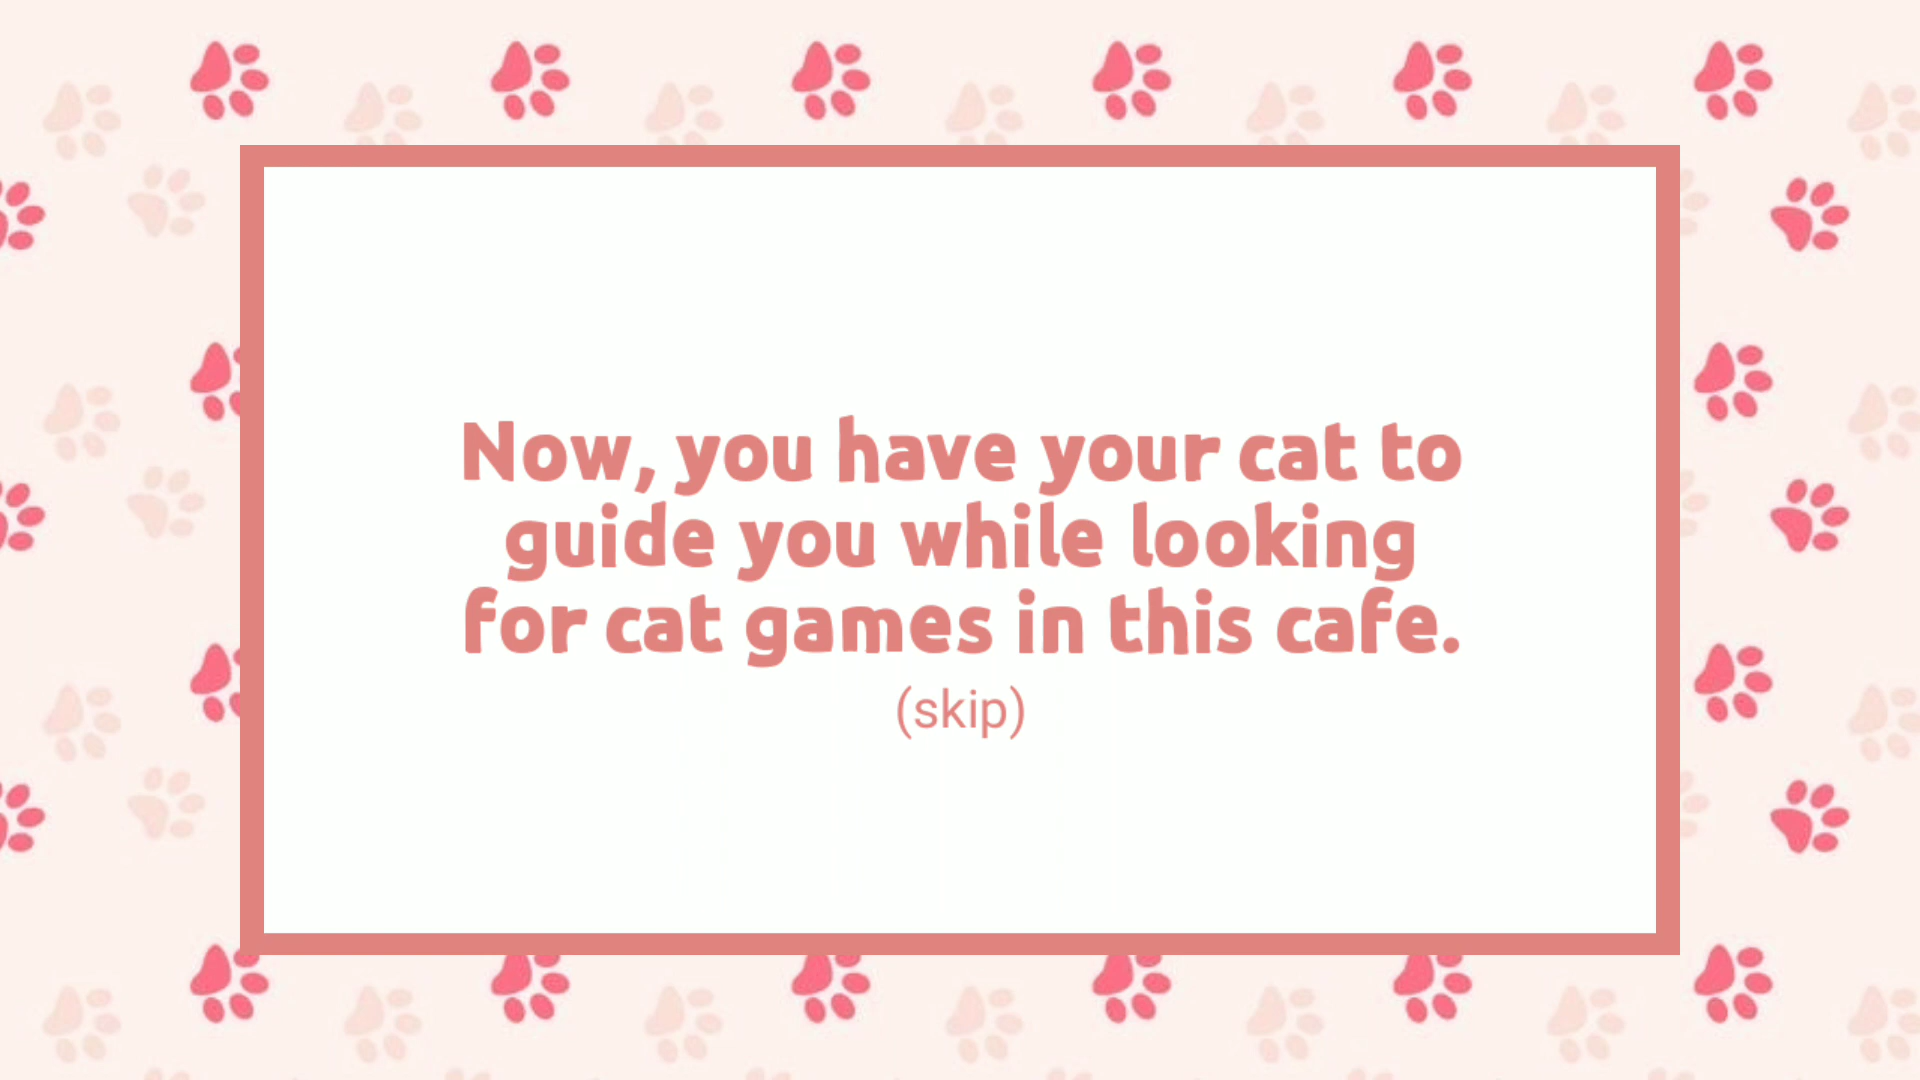 Now, you have your cat to
guide you while looking
for cat games in this cafe.
(skip)